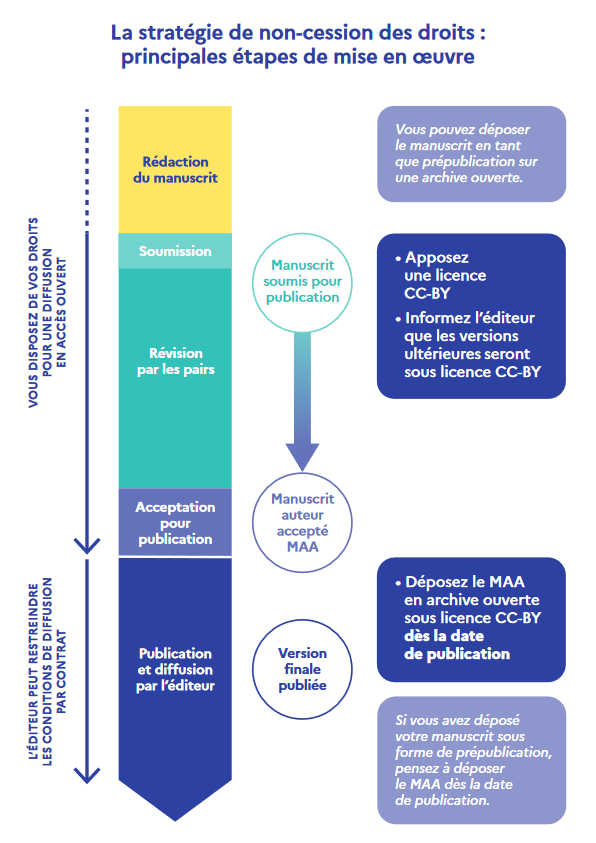 La stratégie de non-cession des droits :
principales étapes de mise en œuvre
VOUS DISPOSEZ DE VOS DROITS
POUR UNE DIFFUSION
EN ACCÈS OUVERT
Rédaction
du manuscrit
Vous pouvez déposer
le manuscrit en tant
que prépublication sur
une archive ouverte.
Soumission
Manuscrit
soumis pour
publication
• Apposez
une licence
CC-BY
• Informez l’éditeur
que les versions
ultérieures seront
sous licence CC-BY
Révision
par les pairs
Acceptation
pour
publication
Manuscrit
auteur
accepté
MAA
L’ÉDITEUR PEUT RESTREINDRE
LES CONDITIONS DE DIFFUSION
PAR CONTRAT
Publication
et diffusion
par l’éditeur
Version
finale
publiée
• Déposez le MAA
en archive ouverte
sous licence CC-BY
dès la date
de publication
Si vous avez déposé
votre manuscrit sous
forme de prépublication,
pensez à déposer
le MAA dès la date
de publication.